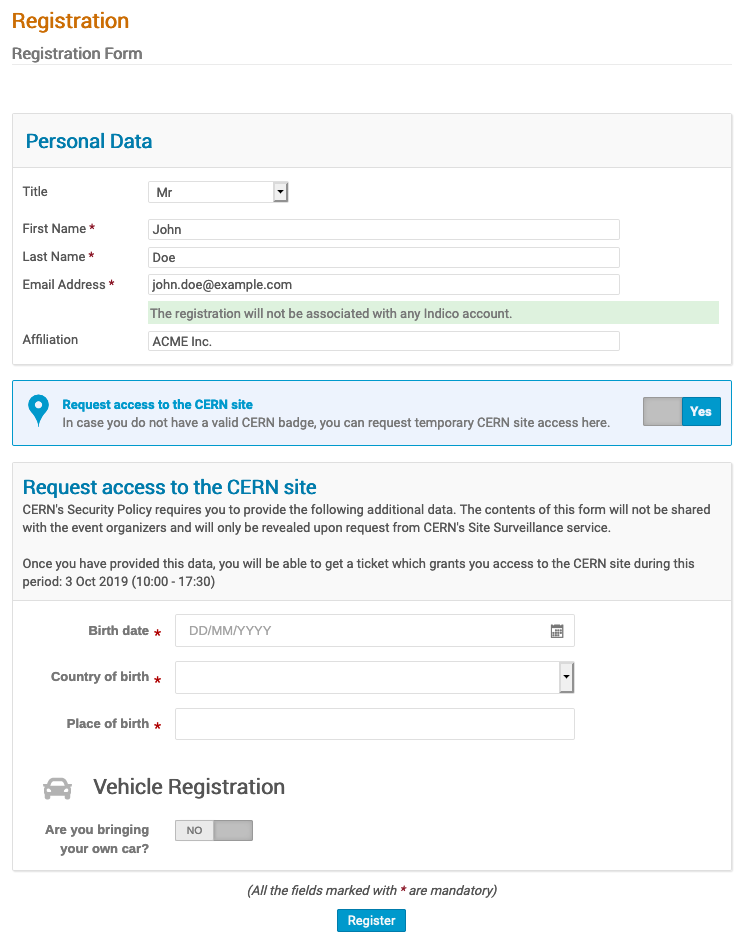 Registration
Registration Form
Personal Data
Title
Mr
First Name *
John
Last Name *
Doe
Email Address *
john.doe@example.com
The registration will not be associated with any Indico account.
Affiliation
ACME Inc.
Request access to the CERN site
In case you do not have a valid CERN badge, you can request temporary CERN site access here.
Yes
Request access to the CERN site
CERN's Security Policy requires you to provide the following additional data. The contents of this form will not be shared
with the event organizers and will only be revealed upon request from CERN's Site Surveillance service.
Once you have provided this data, you will be able to get a ticket which grants you access to the CERN site during this
period: 3 Oct 2019 (10:00 - 17:30)
Birth date *
DD/MM/YYYY
Country of birth *
Place of birth *
Vehicle Registration
Are you bringing
your own car?
NO
(All the fields marked with * are mandatory)
Register